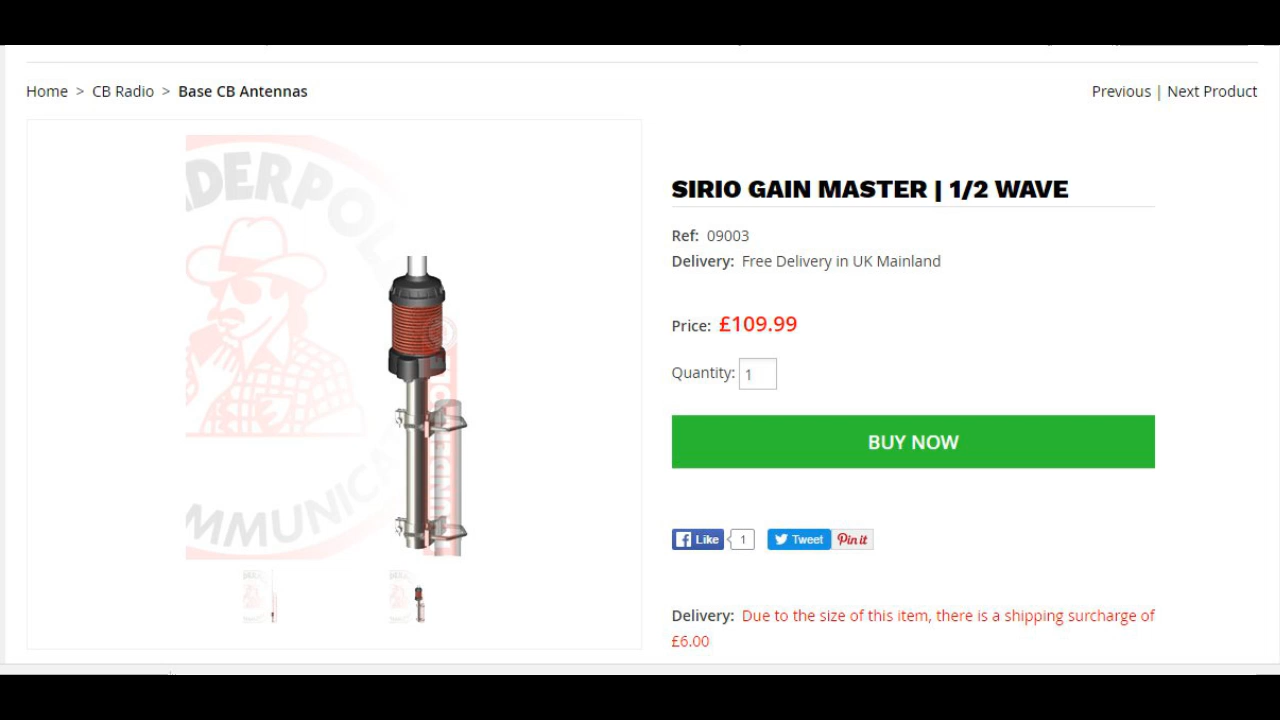 Home > CB Radio > Base CB Antennas
Previous | Next Product
DERPOL
MMUNICA
SIRIO GAIN MASTER | 1/2 WAVE
Ref: 09003
Delivery: Free Delivery in UK Mainland
Price: £109.99
Quantity: 1
BUY NOW
Like 1 Tweet Pin it
Delivery: Due to the size of this item, there is a shipping surcharge of
£6.00